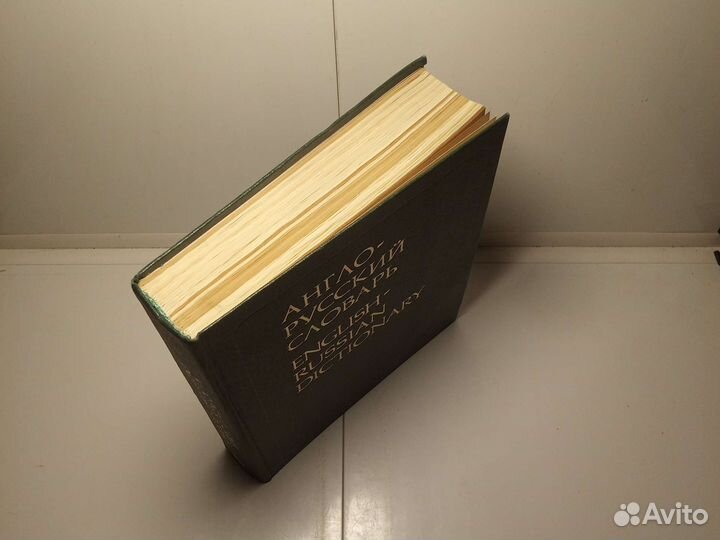 АНГЛО-
РУССКИЙ
СЛОВАРЬ
ENGLISH-
RUSSIAN
DICTIONARY
Avito